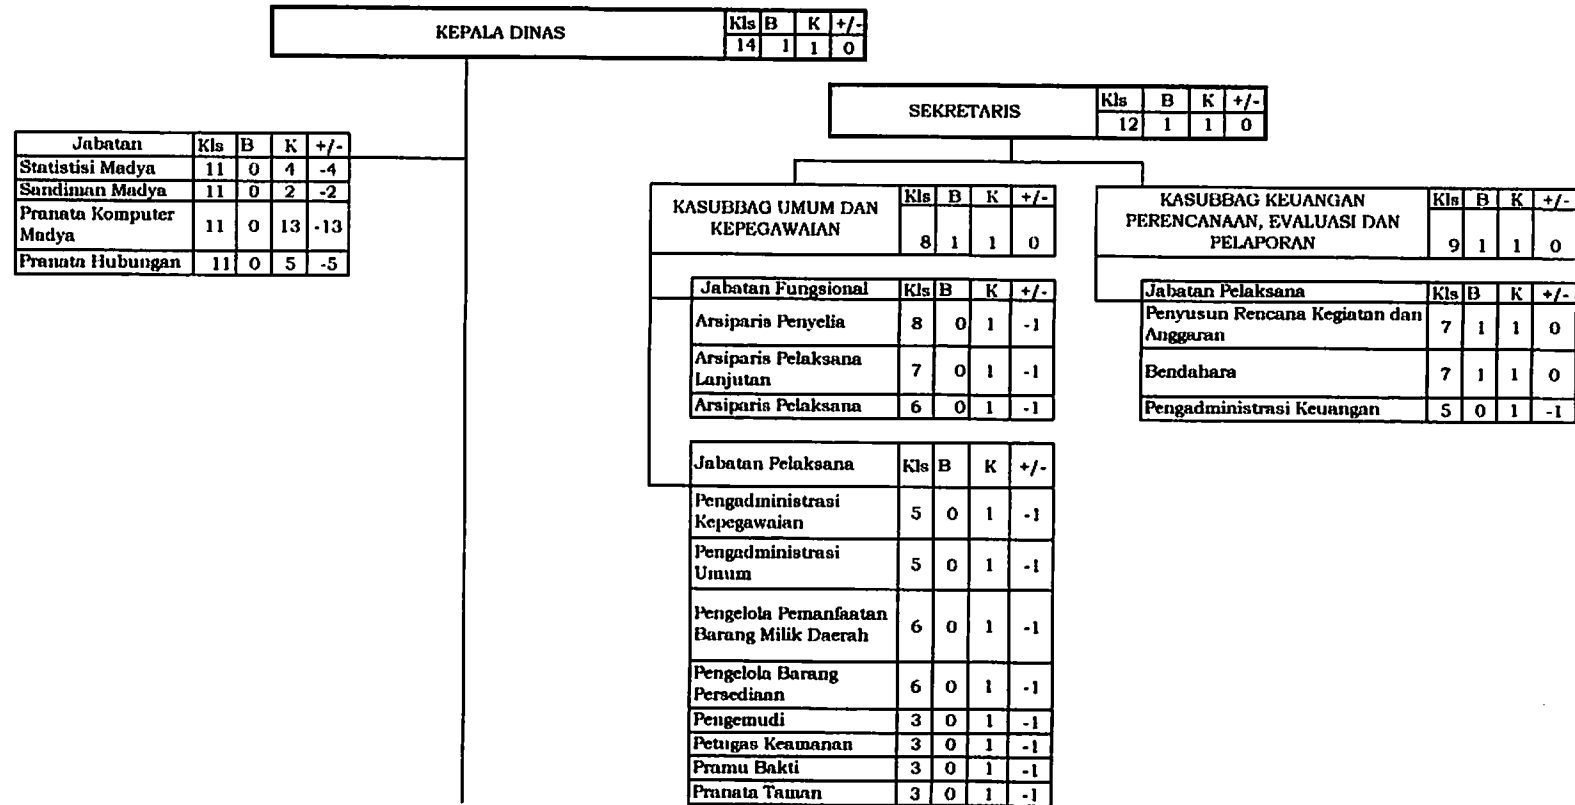 KEPALA DINAS Kls B K +/-
14 1 1 0
SEKRETARIS Kls B K +/-
12 1 1 0
Jabatan Kls B K +/-
Statistisi Madya 11 0 4 -4
Sandiman Madya 11 0 2 -2
Pranata Komputer
Madya 11 0 13 -13
Pranata Hubungan 11 0 5 -5
KASUBBAG UMUM DAN
KEPEGAWAIAN Kls B K +/-
8 1 1 0
Jabatan Fungsional Kls B K +/-
Arsiparis Penyelia 8 0 1 -1
Arsiparis Pelaksana
Lanjutan 7 0 1 -1
Arsiparis Pelaksana 6 0 1 -1
Jabatan Pelaksana Kls B K +/-
Pengadministrasi
Kepegawaian 5 0 1 -1
Pengadministrasi
Umum 5 0 1 -1
Pengelola Pemanfaatan
Barang Milik Daerah 6 0 1 -1
Pengelola Barang
Persediaan 6 0 1 -1
Pengemudi 3 0 1 -1
Petugas Keamanan 3 0 1 -1
Pramu Bakti 3 0 1 -1
Pranata Taman 3 0 1 -1
KASUBBAG KEUANGAN
PERENCANAAN, EVALUASI DAN
PELAPORAN Kls B K +/-
9 1 1 0
Jabatan Pelaksana Kls B K +/-
Penyusun Rencana Kegiatan dan
Anggaran 7 1 1 0
Bendahara 7 1 1 0
Pengadministrasi Keuangan 5 0 1 -1